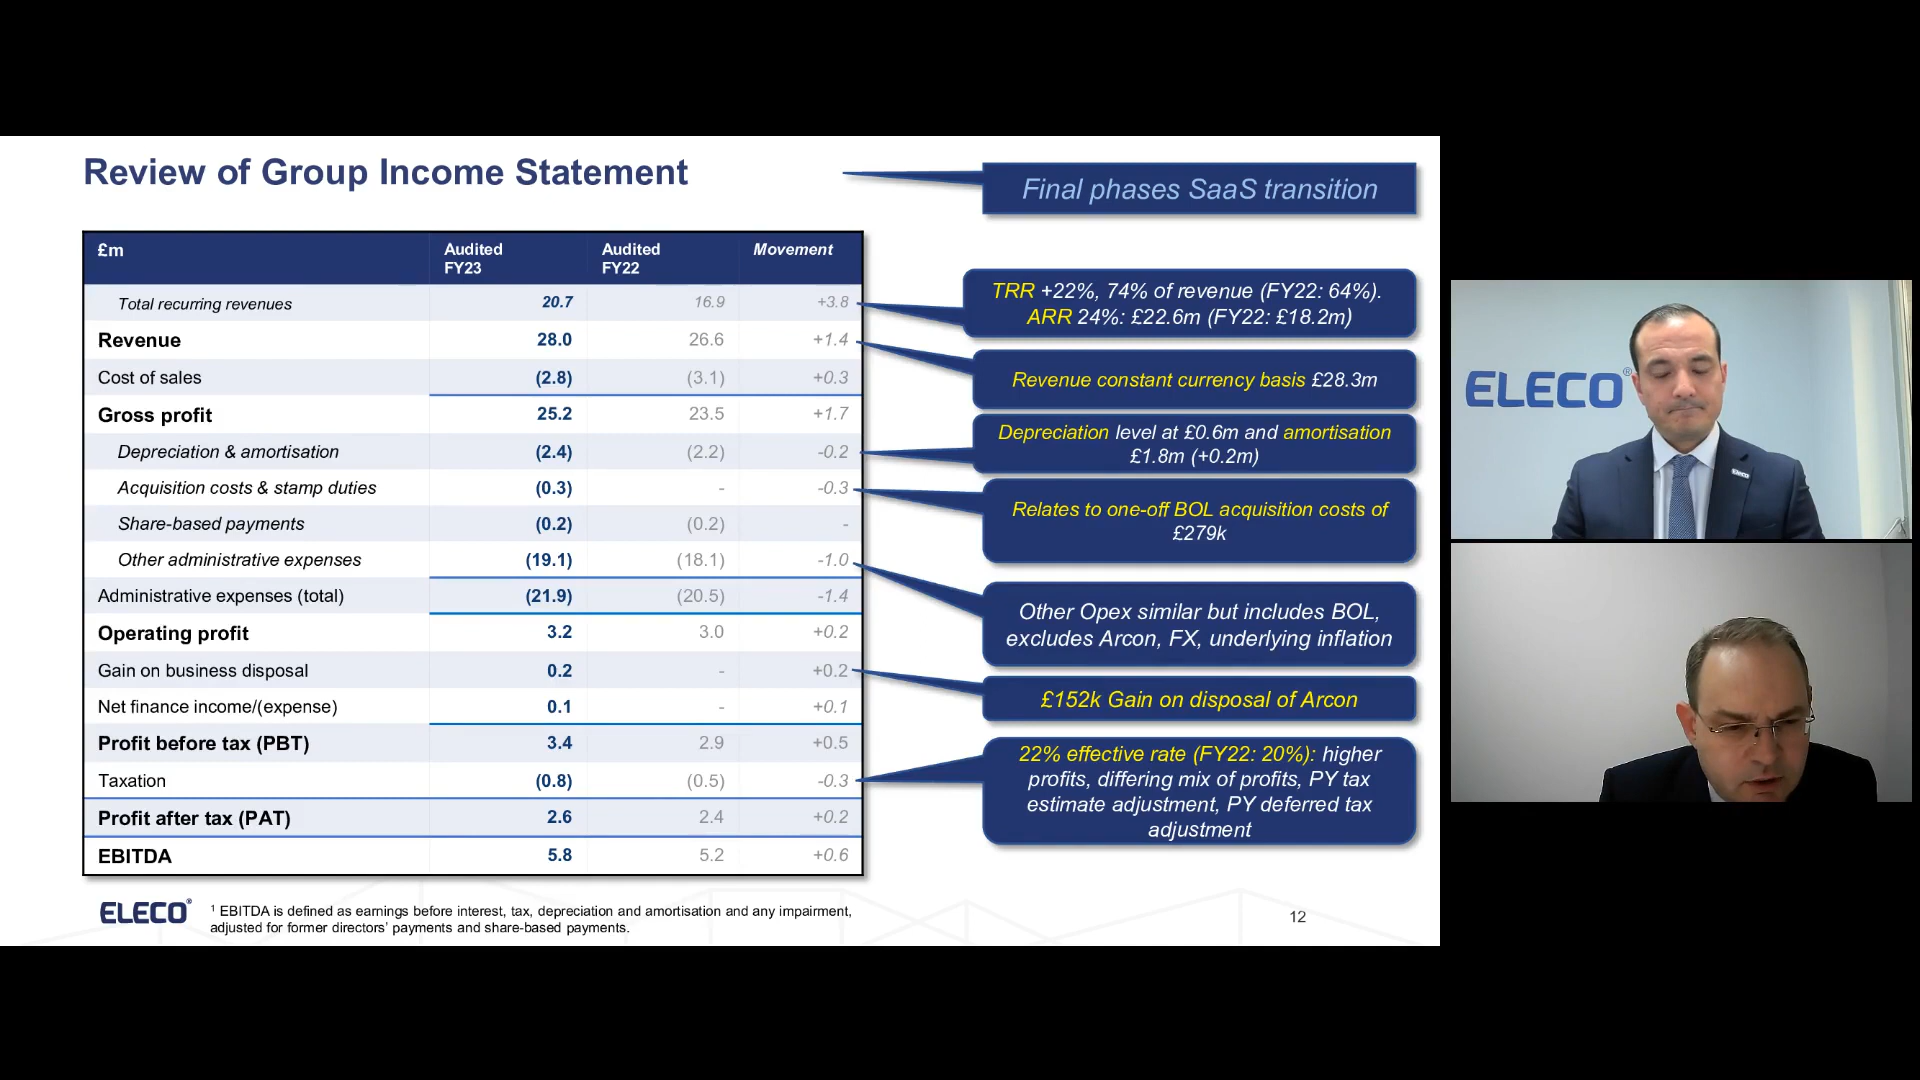 Review of Group Income Statement
Final phases SaaS transition
£m Audited FY23 Audited FY22 Movement
Total recurring revenues 20.7 16.9 +3.8
Revenue 28.0 26.6 +1.4
Cost of sales (2.8) (3.1) +0.3
Gross profit 25.2 23.5 +1.7
Depreciation & amortisation (2.4) (2.2) -0.2
Acquisition costs & stamp duties (0.3) - -0.3
Share-based payments (0.2) (0.2) -
Other administrative expenses (19.1) (18.1) -1.0
Administrative expenses (total) (21.9) (20.5) -1.4
Operating profit 3.2 3.0 +0.2
Gain on business disposal 0.2 - +0.2
Net finance income/(expense) 0.1 - +0.1
Profit before tax (PBT) 3.4 2.9 +0.5
Taxation (0.8) (0.5) -0.3
Profit after tax (PAT) 2.6 2.4 +0.2
EBITDA 5.8 5.2 +0.6
TRR +22%, 74% of revenue (FY22: 64%).
ARR 24%: £22.6m (FY22: £18.2m)
Revenue constant currency basis £28.3m
Depreciation level at £0.6m and amortisation
£1.8m (+0.2m)
Relates to one-off BOL acquisition costs of
£279k
Other Opex similar but includes BOL,
excludes Arcon, FX, underlying inflation
£152k Gain on disposal of Arcon
22% effective rate (FY22: 20%): higher
profits, differing mix of profits, PY tax
estimate adjustment, PY deferred tax
adjustment
ELECO®
¹ EBITDA is defined as earnings before interest, tax, depreciation and amortisation and any impairment,
adjusted for former directors' payments and share-based payments.
12
ELECO®
eleco